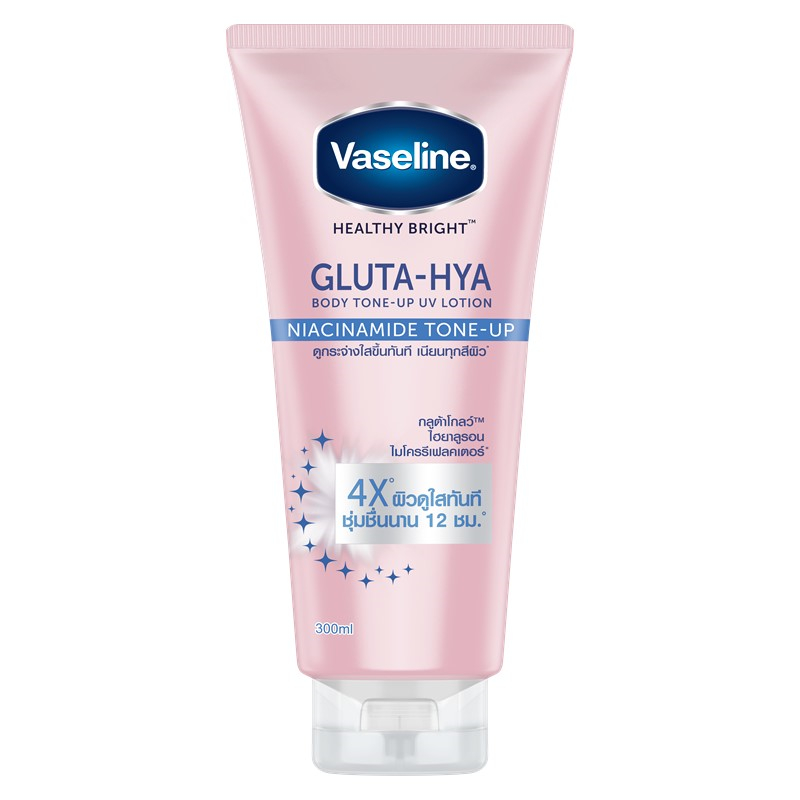 Vaseline®
HEALTHY BRIGHT™
GLUTA-HYA
BODY TONE-UP UV LOTION
NIACINAMIDE TONE-UP
ดูกระจ่างใสขึ้นทันที เนียนทุกสีผิว*
กลูต้าโกลว์™
ไฮยาลูรอน
ไมโครรีเฟลคเตอร์*
4X° ผิวดูใสทันที
ชุ่มชื่นนาน 12 ชม.°
300ml